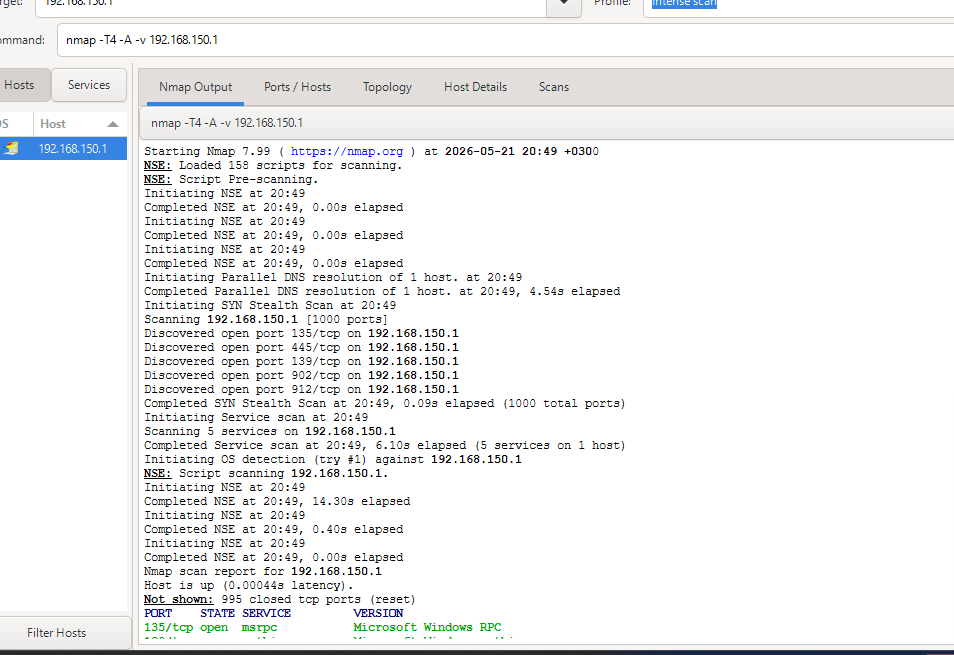 192.168.150.1
Profile:
Intense scan
nmap -T4 -A -v 192.168.150.1
Hosts
Services
Nmap Output
Ports / Hosts
Topology
Host Details
Scans
Host
192.168.150.1
nmap -T4 -A -v 192.168.150.1
Starting Nmap 7.99 ( https://nmap.org ) at 2026-05-21 20:49 +0300
NSE: Loaded 158 scripts for scanning.
NSE: Script Pre-scanning.
Initiating NSE at 20:49
Completed NSE at 20:49, 0.00s elapsed
Initiating NSE at 20:49
Completed NSE at 20:49, 0.00s elapsed
Initiating NSE at 20:49
Completed NSE at 20:49, 0.00s elapsed
Initiating Parallel DNS resolution of 1 host. at 20:49
Completed Parallel DNS resolution of 1 host. at 20:49, 4.54s elapsed
Initiating SYN Stealth Scan at 20:49
Scanning 192.168.150.1 [1000 ports]
Discovered open port 135/tcp on 192.168.150.1
Discovered open port 445/tcp on 192.168.150.1
Discovered open port 139/tcp on 192.168.150.1
Discovered open port 902/tcp on 192.168.150.1
Discovered open port 912/tcp on 192.168.150.1
Completed SYN Stealth Scan at 20:49, 0.09s elapsed (1000 total ports)
Initiating Service scan at 20:49
Scanning 5 services on 192.168.150.1
Completed Service scan at 20:49, 6.10s elapsed (5 services on 1 host)
Initiating OS detection (try #1) against 192.168.150.1
NSE: Script scanning 192.168.150.1.
Initiating NSE at 20:49
Completed NSE at 20:49, 14.30s elapsed
Initiating NSE at 20:49
Completed NSE at 20:49, 0.40s elapsed
Initiating NSE at 20:49
Completed NSE at 20:49, 0.00s elapsed
Nmap scan report for 192.168.150.1
Host is up (0.00044s latency).
Not shown: 995 closed tcp ports (reset)
PORT STATE SERVICE VERSION
135/tcp open msrpc Microsoft Windows RPC
Filter Hosts